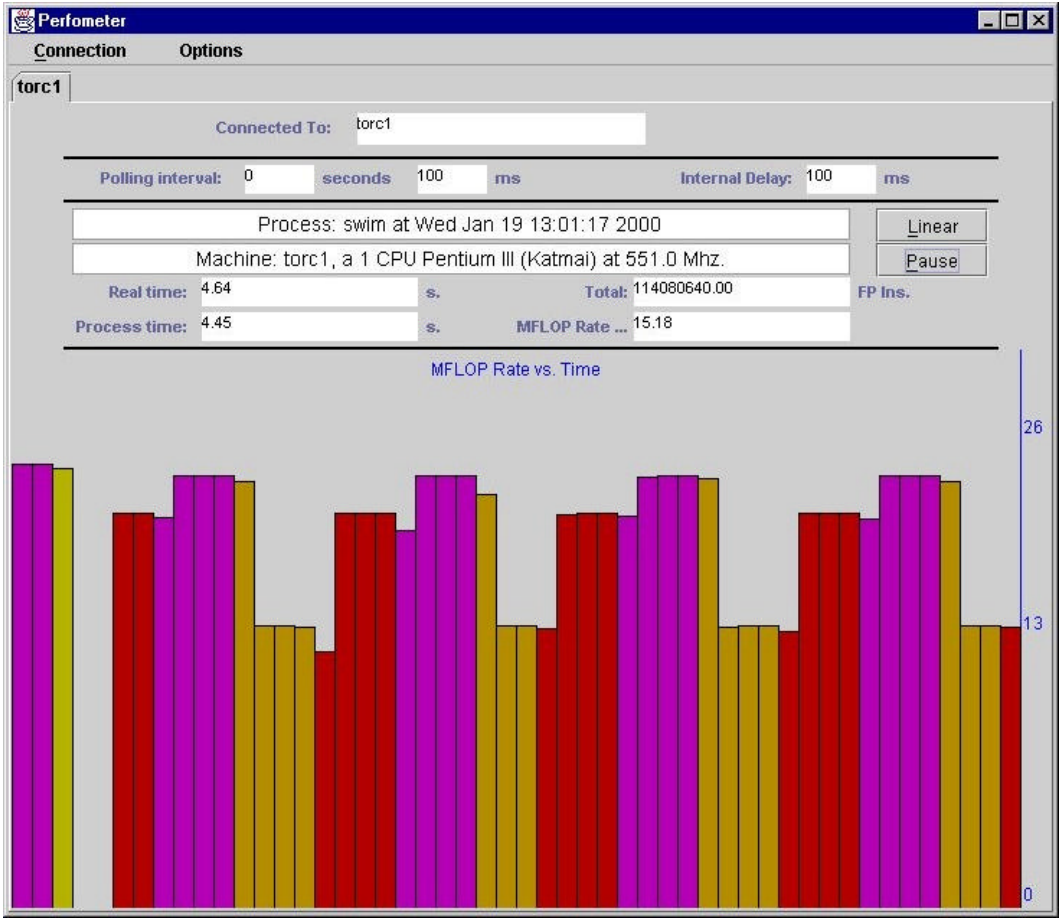 Perfometer
Connection Options
torc1
Connected To: torc1
Polling interval: 0 seconds 100 ms Internal Delay: 100 ms
Process: swim at Wed Jan 19 13:01:17 2000 Linear
Machine: torc1, a 1 CPU Pentium III (Katmai) at 551.0 Mhz. Pause
Real time: 4.64 s. Total: 114080640.00 FP Ins.
Process time: 4.45 s. MFLOP Rate ... 15.18
MFLOP Rate vs. Time
26
13
0